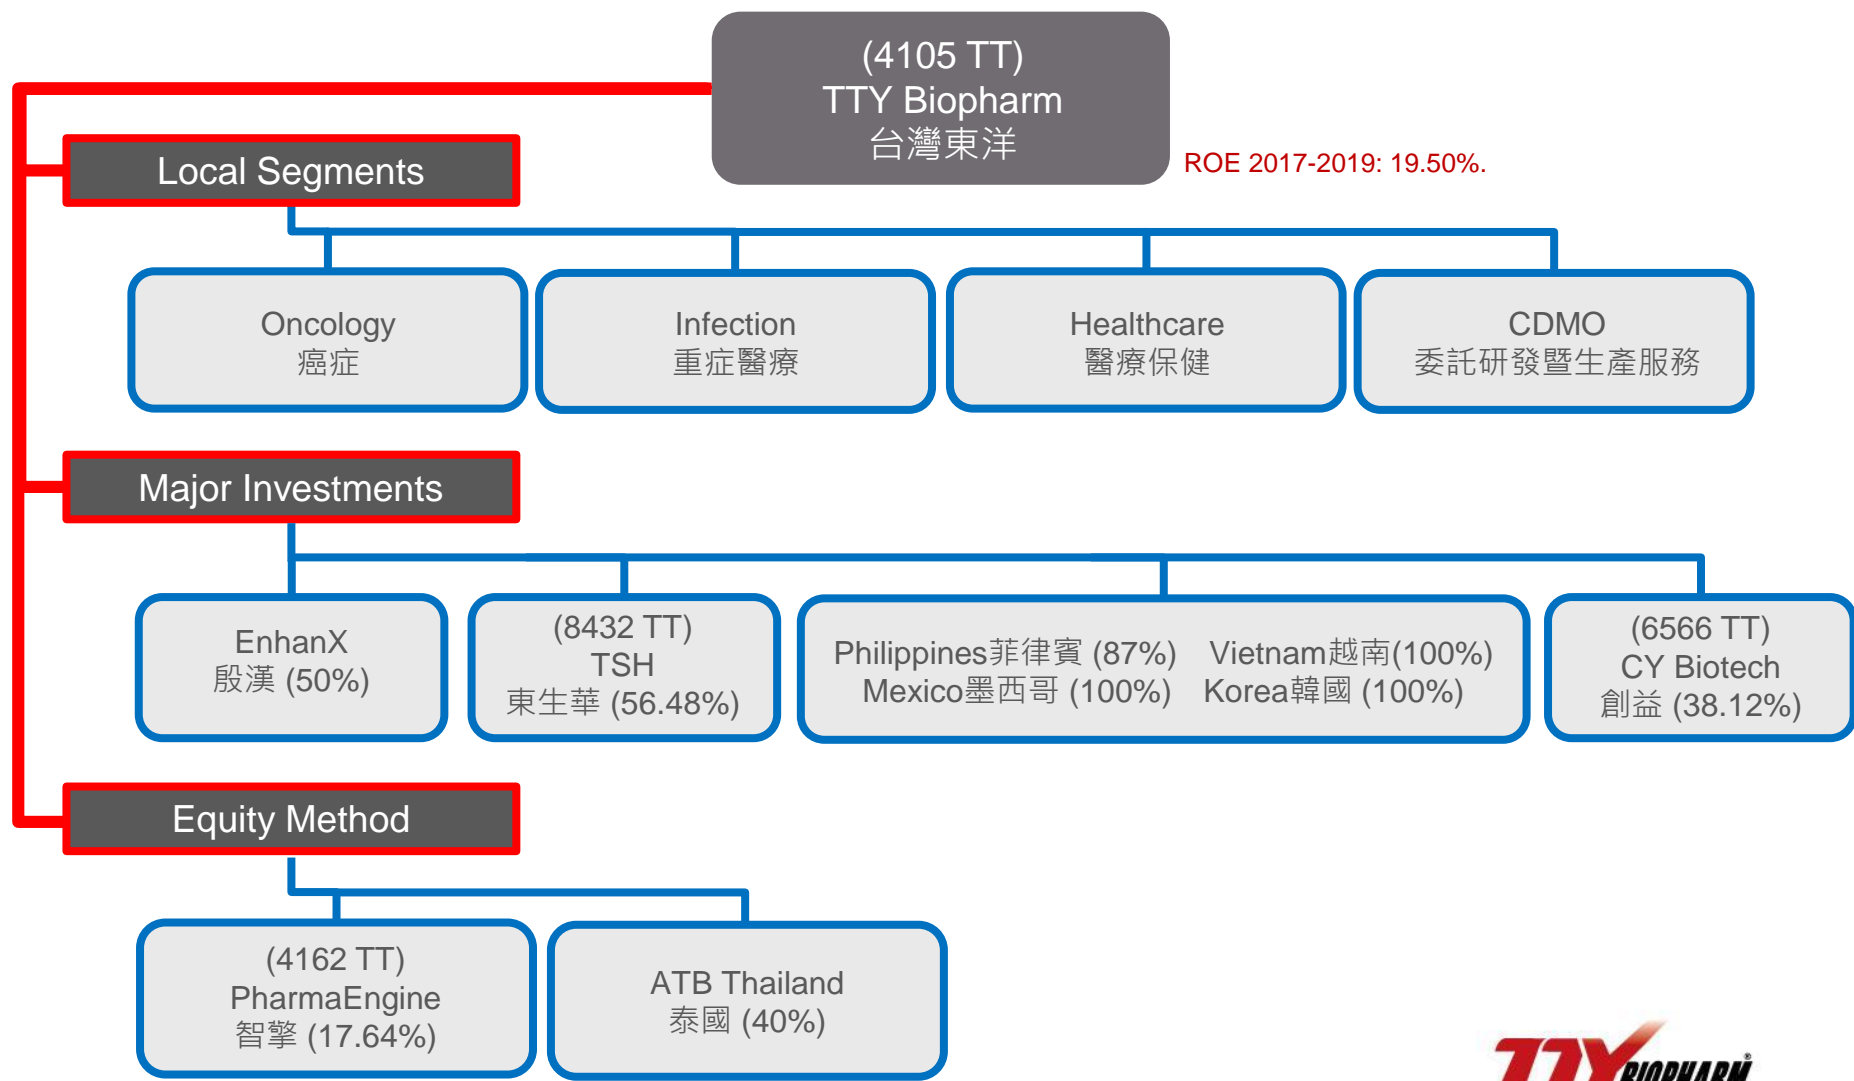 (4105 TT)
TTY Biopharm
台灣東洋
ROE 2017-2019: 19.50%.
Local Segments
Oncology
癌症
Infection
重症醫療
Healthcare
醫療保健
CDMO
委託研發暨生產服務
Major Investments
EnhanX
殷漢 (50%)
(8432 TT)
TSH
東生華 (56.48%)
Philippines菲律賓 (87%) Vietnam越南(100%)
Mexico墨西哥 (100%) Korea韓國 (100%)
(6566 TT)
CY Biotech
創益 (38.12%)
Equity Method
(4162 TT)
PharmaEngine
智擎 (17.64%)
ATB Thailand
泰國 (40%)
TTY BIOPHARM®